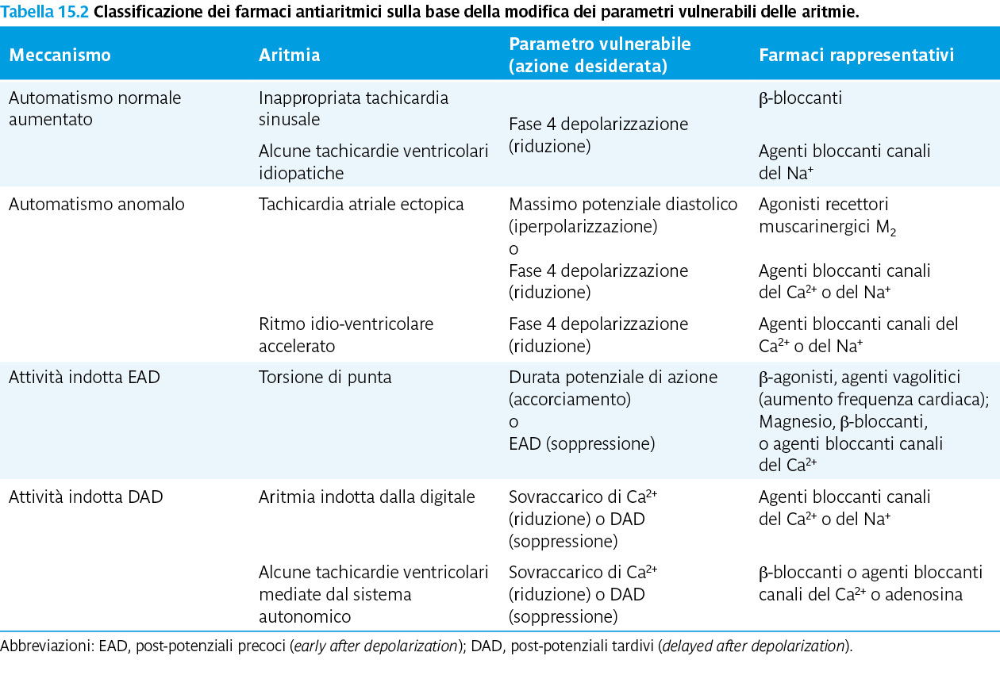 Tabella 15.2 Classificazione dei farmaci antiaritmici sulla base della modifica dei parametri vulnerabili delle aritmie.
Meccanismo
Aritmia
Parametro vulnerabile
(azione desiderata)
Farmaci rappresentativi
Automatismo normale
aumentato
Inappropriata tachicardia
sinusale
Alcune tachicardie ventricolari
idiopatiche
Fase 4 depolarizzazione
(riduzione)
β-bloccanti
Agenti bloccanti canali
del Na⁺
Automatismo anomalo
Tachicardia atriale ectopica
Massimo potenziale diastolico
(iperpolarizzazione)
o
Fase 4 depolarizzazione
(riduzione)
Agonisti recettori
muscarinergici M₂
Agenti bloccanti canali
del Ca²⁺ o del Na⁺
Ritmo idio-ventricolare
accelerato
Fase 4 depolarizzazione
(riduzione)
Agenti bloccanti canali del
Ca²⁺ o del Na⁺
Attività indotta EAD
Torsione di punta
Durata potenziale di azione
(accorciamento)
o
EAD (soppressione)
β-agonisti, agenti vagolitici
(aumento frequenza cardiaca);
Magnesio, β-bloccanti,
o agenti bloccanti canali
del Ca²⁺
Attività indotta DAD
Aritmia indotta dalla digitale
Sovraccarico di Ca²⁺
(riduzione) o DAD
(soppressione)
Agenti bloccanti canali
del Ca²⁺ o del Na⁺
Alcune tachicardie ventricolari
mediate dal sistema
autonomico
Sovraccarico di Ca²⁺
(riduzione) o DAD
(soppressione)
β-bloccanti o agenti bloccanti
canali del Ca²⁺ o adenosina
Abbreviazioni: EAD, post-potenziali precoci (early after depolarization); DAD, post-potenziali tardivi (delayed after depolarization).